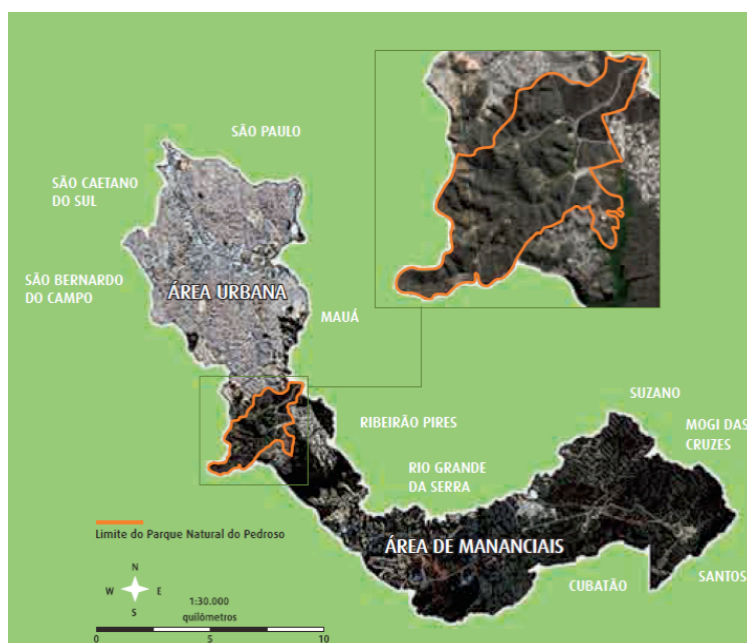 SÃO PAULO
SÃO CAETANO
DO SUL
SÃO BERNARDO
DO CAMPO
ÁREA URBANA
MAUÁ
SUZANO
RIBEIRÃO PIRES
MOGI DAS
CRUZES
RIO GRANDE
DA SERRA
Limite do Parque Natural do Pedroso
ÁREA DE MANANCIAIS
CUBATÃO
SANTOS
N
W E
S
1:30.000
quilômetros
0 5 10